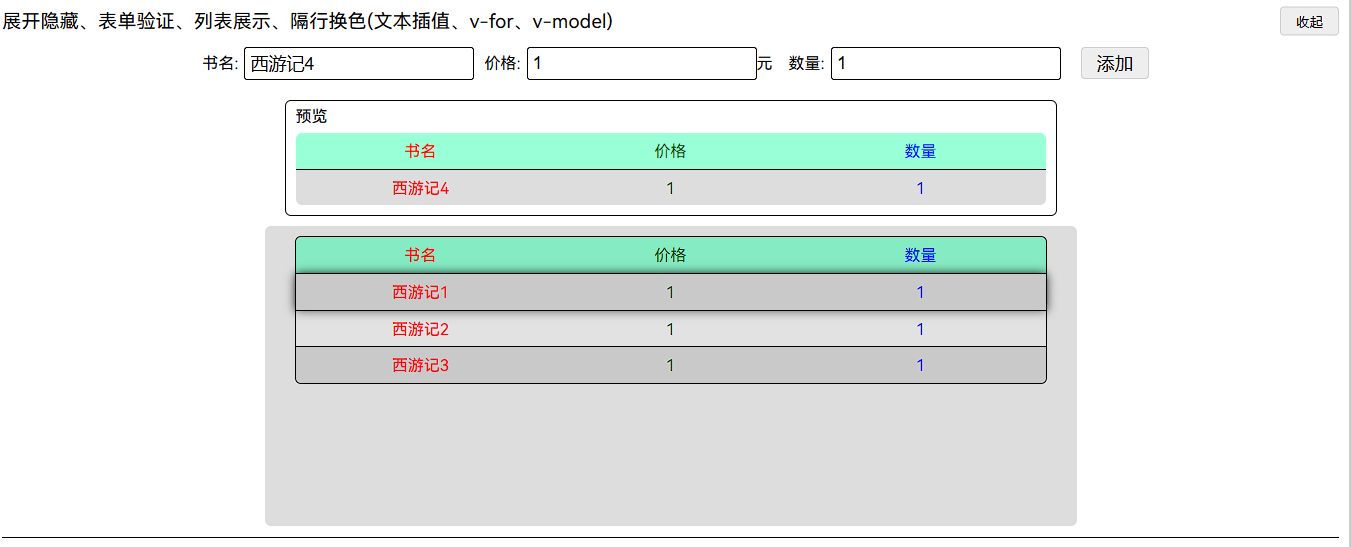 展开隐藏、表单验证、列表展示、隔行换色(文本插值、v-for、v-model) 收起
书名: 西游记4 价格: 1 元 数量: 1 添加
预览
书名 价格 数量
西游记4 1 1
书名 价格 数量
西游记1 1 1
西游记2 1 1
西游记3 1 1